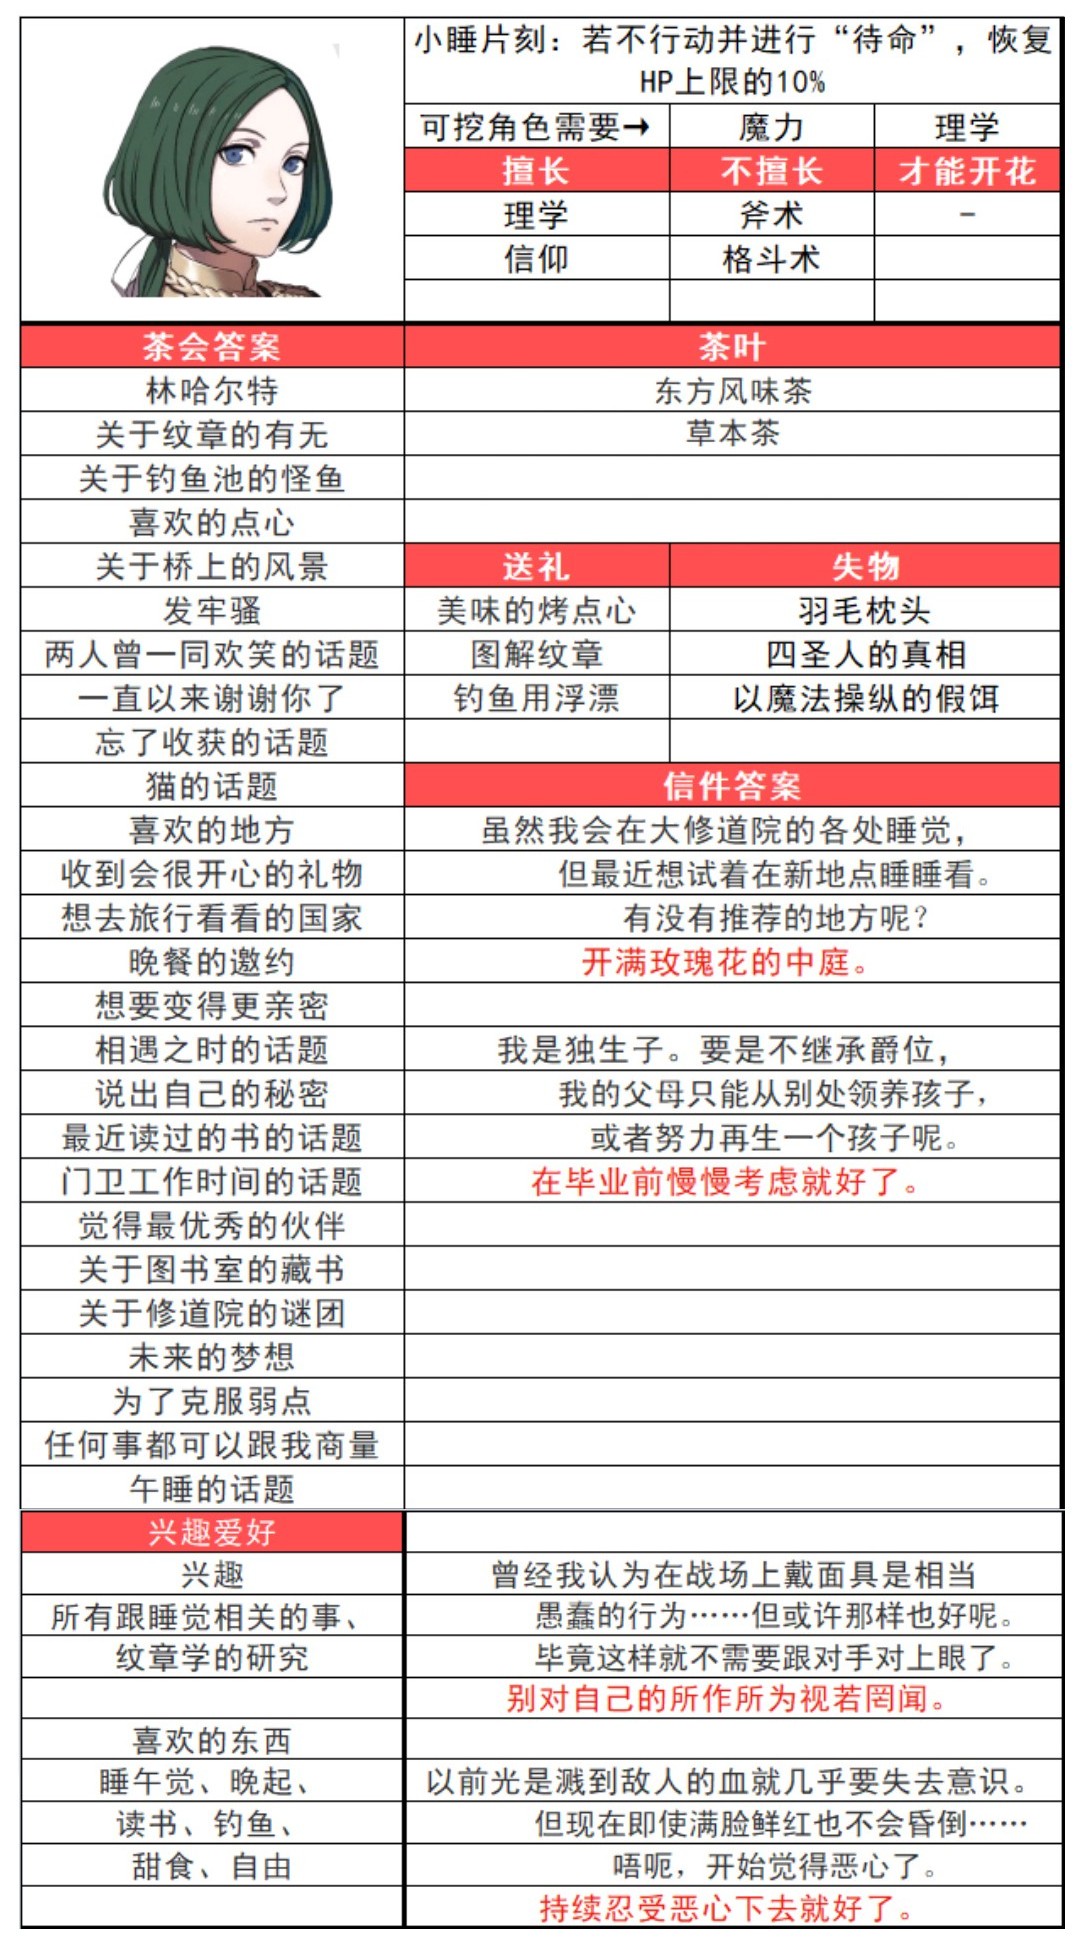 小睡片刻：若不行动并进行“待命”，恢复
HP上限的10%
可挖角色需要→ 魔力 理学
擅长 不擅长 才能开花
理学 斧术 -
信仰 格斗术
茶会答案 茶叶
林哈尔特 东方风味茶
关于纹章的有无 草本茶
关于钓鱼池的怪鱼
喜欢的点心
关于桥上的风景 送礼 失物
发牢骚 美味的烤点心 羽毛枕头
两人曾一同欢笑的话题 图解纹章 四圣人的真相
一直以来谢谢你了 钓鱼用浮漂 以魔法操纵的假饵
忘了收获的话题
猫的话题 信件答案
喜欢的地方 虽然我会在大修道院的各处睡觉，
收到会很开心的礼物 但最近想试着在新地点睡睡看。
想去旅行看看的国家 有没有推荐的地方呢？
晚餐的邀约 开满玫瑰花的中庭。
想要变得更亲密
相遇之时的话题 我是独生子。要是不继承爵位，
说出自己的秘密 我的父母只能从别处领养孩子，
最近读过的书的话题 或者努力再生一个孩子呢。
门卫工作时间的话题 在毕业前慢慢考虑就好了。
觉得最优秀的伙伴
关于图书室的藏书
关于修道院的谜团
未来的梦想
为了克服弱点
任何事都可以跟我商量
午睡的话题
兴趣爱好
兴趣 曾经我认为在战场上戴面具是相当
所有跟睡觉相关的事、 愚蠢的行为……但或许那样也好呢。
纹章学的研究 毕竟这样就不需要跟对手对上眼了。
别对自己的所作所为视若罔闻。
喜欢的东西
睡午觉、晚起、 以前光是溅到敌人的血就几乎要失去意识。
读书、钓鱼、 但现在即使满脸鲜红也不会昏倒……
甜食、自由 唔呃，开始觉得恶心了。
持续忍受恶心下去就好了。